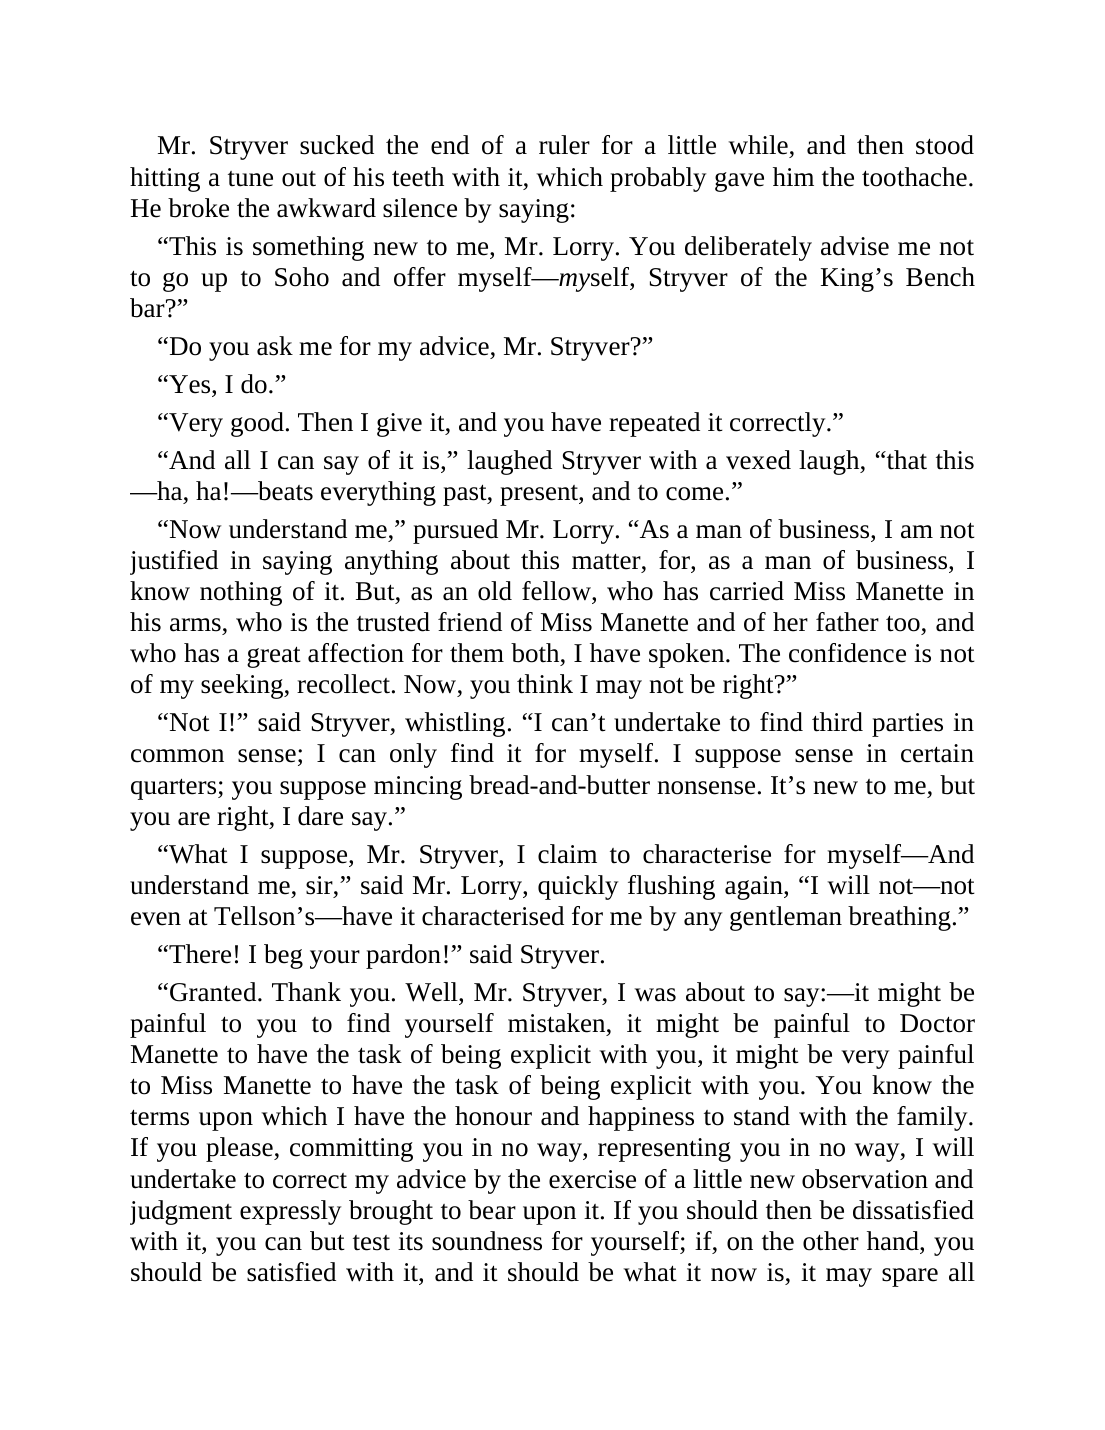 Mr. Stryver sucked the end of a ruler for a little while, and then stood
hitting a tune out of his teeth with it, which probably gave him the toothache.
He broke the awkward silence by saying:
“This is something new to me, Mr. Lorry. You deliberately advise me not
to go up to Soho and offer myself—myself, Stryver of the King’s Bench
bar?”
“Do you ask me for my advice, Mr. Stryver?”
“Yes, I do.”
“Very good. Then I give it, and you have repeated it correctly.”
“And all I can say of it is,” laughed Stryver with a vexed laugh, “that this
—ha, ha!—beats everything past, present, and to come.”
“Now understand me,” pursued Mr. Lorry. “As a man of business, I am not
justified in saying anything about this matter, for, as a man of business, I
know nothing of it. But, as an old fellow, who has carried Miss Manette in
his arms, who is the trusted friend of Miss Manette and of her father too, and
who has a great affection for them both, I have spoken. The confidence is not
of my seeking, recollect. Now, you think I may not be right?”
“Not I!” said Stryver, whistling. “I can’t undertake to find third parties in
common sense; I can only find it for myself. I suppose sense in certain
quarters; you suppose mincing bread-and-butter nonsense. It’s new to me, but
you are right, I dare say.”
“What I suppose, Mr. Stryver, I claim to characterise for myself—And
understand me, sir,” said Mr. Lorry, quickly flushing again, “I will not—not
even at Tellson’s—have it characterised for me by any gentleman breathing.”
“There! I beg your pardon!” said Stryver.
“Granted. Thank you. Well, Mr. Stryver, I was about to say:—it might be
painful to you to find yourself mistaken, it might be painful to Doctor
Manette to have the task of being explicit with you, it might be very painful
to Miss Manette to have the task of being explicit with you. You know the
terms upon which I have the honour and happiness to stand with the family.
If you please, committing you in no way, representing you in no way, I will
undertake to correct my advice by the exercise of a little new observation and
judgment expressly brought to bear upon it. If you should then be dissatisfied
with it, you can but test its soundness for yourself; if, on the other hand, you
should be satisfied with it, and it should be what it now is, it may spare all